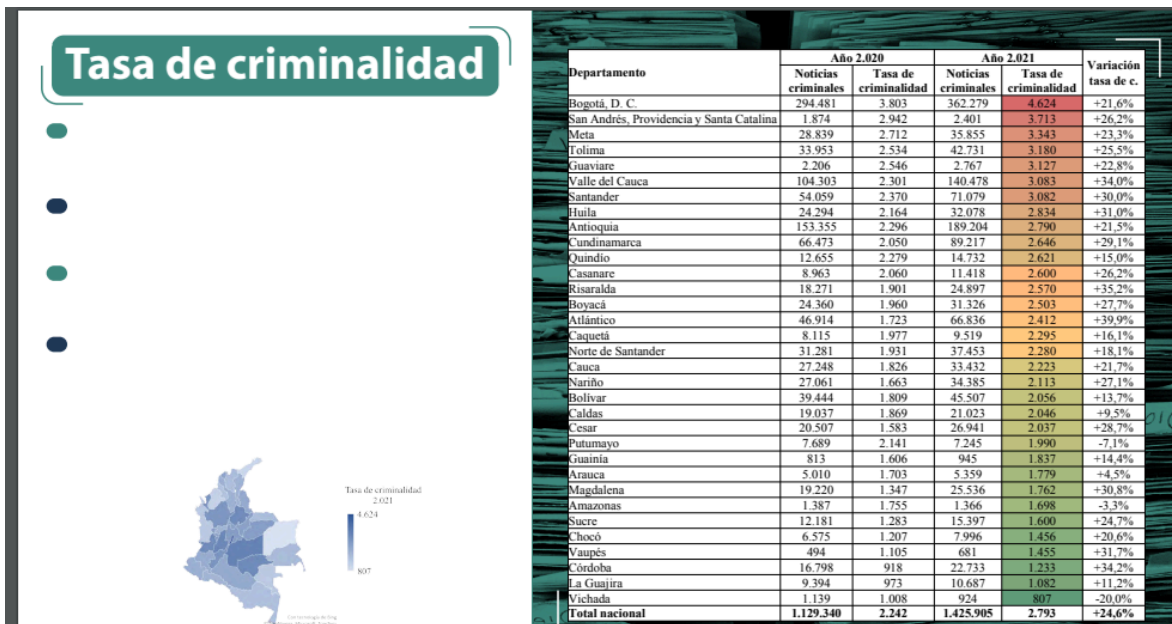 Tasa de criminalidad
Tasa de criminalidad
2.021
4.624
807
Con tecnología de Bing
Departamento Año 2.020 Año 2.021 Variación tasa de c.
Noticias criminales Tasa de criminalidad Noticias criminales Tasa de criminalidad
Bogotá, D. C. 294.481 3.803 362.279 4.624 +21,6%
San Andrés, Providencia y Santa Catalina 1.874 2.942 2.401 3.713 +26,2%
Meta 28.839 2.712 35.855 3.343 +23,3%
Tolima 33.953 2.534 42.731 3.180 +25,5%
Guaviare 2.206 2.546 2.767 3.127 +22,8%
Valle del Cauca 104.303 2.301 140.478 3.083 +34,0%
Santander 54.059 2.370 71.079 3.082 +30,0%
Huila 24.294 2.164 32.078 2.834 +31,0%
Antioquia 153.355 2.296 189.204 2.790 +21,5%
Cundinamarca 66.473 2.050 89.217 2.646 +29,1%
Quindío 12.655 2.279 14.732 2.621 +15,0%
Casanare 8.963 2.060 11.418 2.600 +26,2%
Risaralda 18.271 1.901 24.897 2.570 +35,2%
Boyacá 24.360 1.960 31.326 2.503 +27,7%
Atlántico 46.914 1.723 66.836 2.412 +39,9%
Caquetá 8.115 1.977 9.519 2.295 +16,1%
Norte de Santander 31.281 1.931 37.453 2.280 +18,1%
Cauca 27.248 1.826 33.432 2.223 +21,7%
Nariño 27.061 1.663 34.385 2.113 +27,1%
Bolívar 39.444 1.809 45.507 2.056 +13,7%
Caldas 19.037 1.869 21.023 2.046 +9,5%
Cesar 20.507 1.583 26.941 2.037 +28,7%
Putumayo 7.689 2.141 7.245 1.990 -7,1%
Guainía 813 1.606 945 1.837 +14,4%
Arauca 5.010 1.703 5.359 1.779 +4,5%
Magdalena 19.220 1.347 25.536 1.762 +30,8%
Amazonas 1.387 1.755 1.366 1.698 -3,3%
Sucre 12.181 1.283 15.397 1.600 +24,7%
Chocó 6.575 1.207 7.996 1.456 +20,6%
Vaupés 494 1.105 681 1.455 +31,7%
Córdoba 16.798 918 22.733 1.233 +34,2%
La Guajira 9.394 973 10.687 1.082 +11,2%
Vichada 1.139 1.008 924 807 -20,0%
Total nacional 1.129.340 2.242 1.425.905 2.793 +24,6%